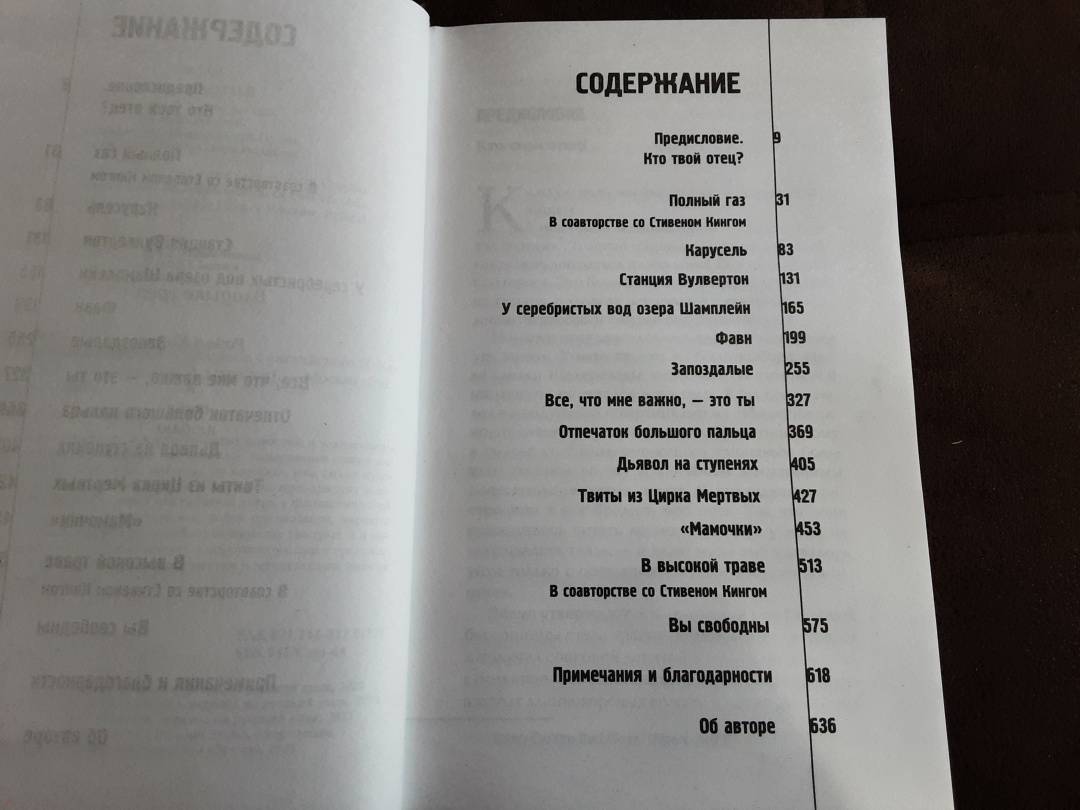 СОДЕРЖАНИЕ
Предисловие. 9
Кто твой отец?
Полный газ 31
В соавторстве со Стивеном Кингом
Карусель 83
Станция Вулвертон 131
У серебристых вод озера Шамплейн 165
Фавн 199
Запоздалые 255
Все, что мне важно, — это ты 327
Отпечаток большого пальца 369
Дьявол на ступенях 405
Твиты из Цирка Мертвых 427
«Мамочки» 453
В высокой траве 513
В соавторстве со Стивеном Кингом
Вы свободны 575
Примечания и благодарности 618
Об авторе 636